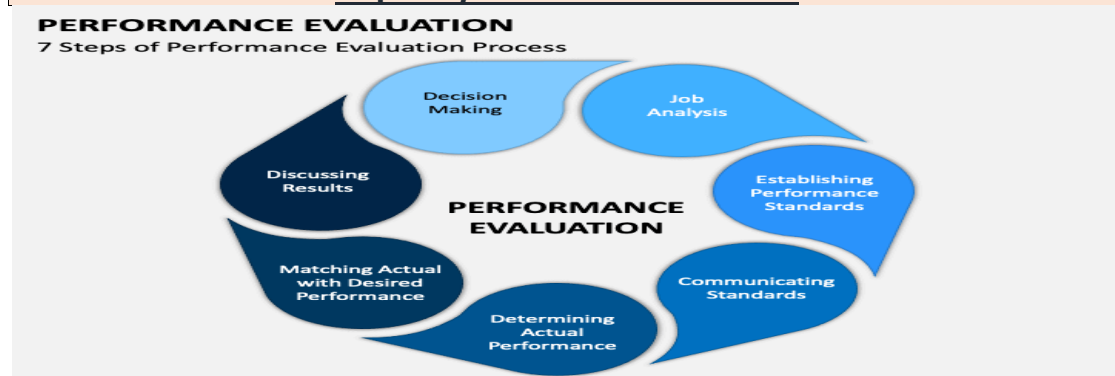 PERFORMANCE EVALUATION
7 Steps of Performance Evaluation Process
Decision
Making
Job
Analysis
Establishing
Performance
Standards
Communicating
Standards
Determining
Actual
Performance
Matching Actual
with Desired
Performance
Discussing
Results
PERFORMANCE
EVALUATION